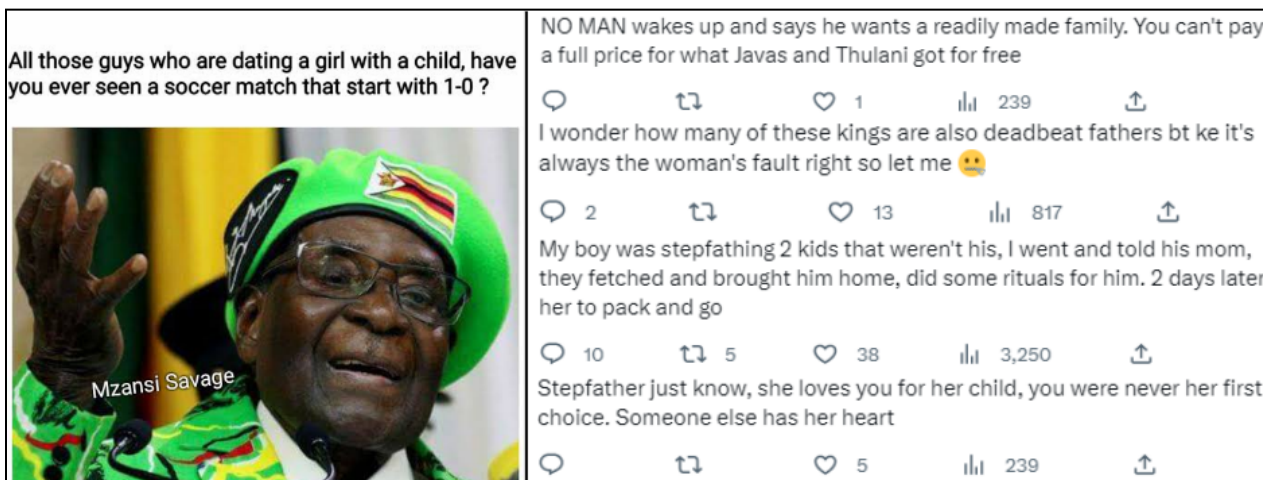 All those guys who are dating a girl with a child, have
you ever seen a soccer match that start with 1-0 ?
Mzansi Savage
NO MAN wakes up and says he wants a readily made family. You can't pay
a full price for what Javas and Thulani got for free
1 239
I wonder how many of these kings are also deadbeat fathers bt ke it's
always the woman's fault right so let me 🤐
2 13 817
My boy was stepfathing 2 kids that weren't his, I went and told his mom,
they fetched and brought him home, did some rituals for him. 2 days later
her to pack and go
10 5 38 3,250
Stepfather just know, she loves you for her child, you were never her first
choice. Someone else has her heart
5 239